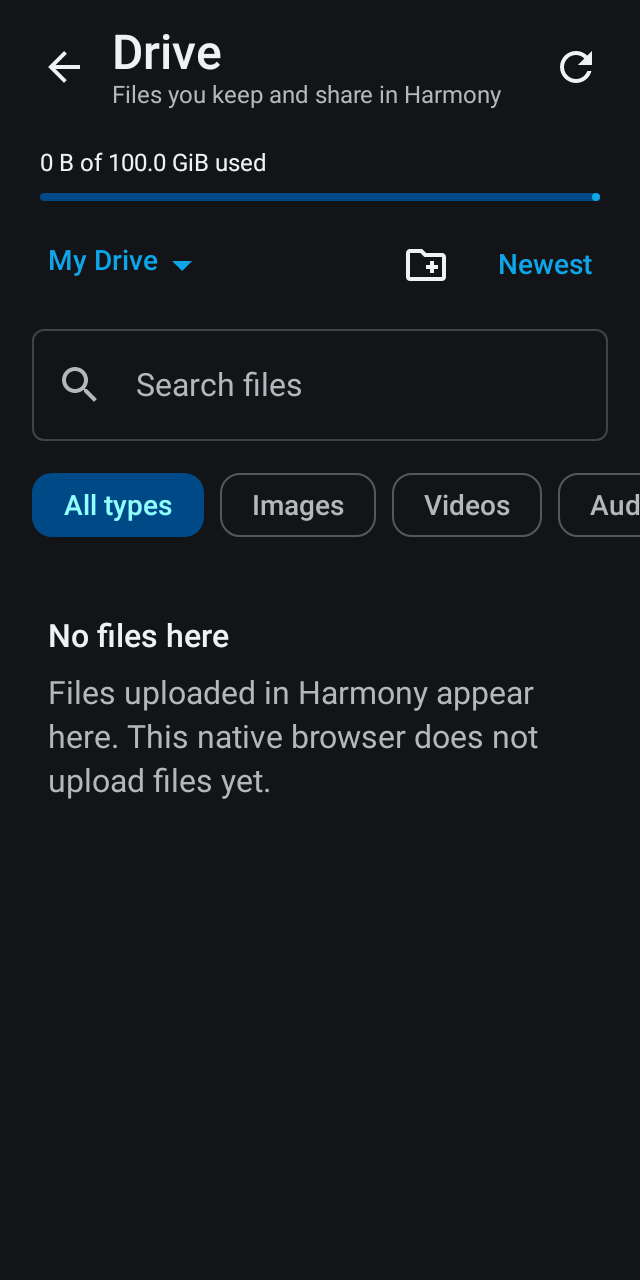 Drive
Files you keep and share in Harmony
0 B of 100.0 GiB used
My Drive
Newest
Search files
All types
Images
Videos
Aud
No files here
Files uploaded in Harmony appear
here. This native browser does not
upload files yet.